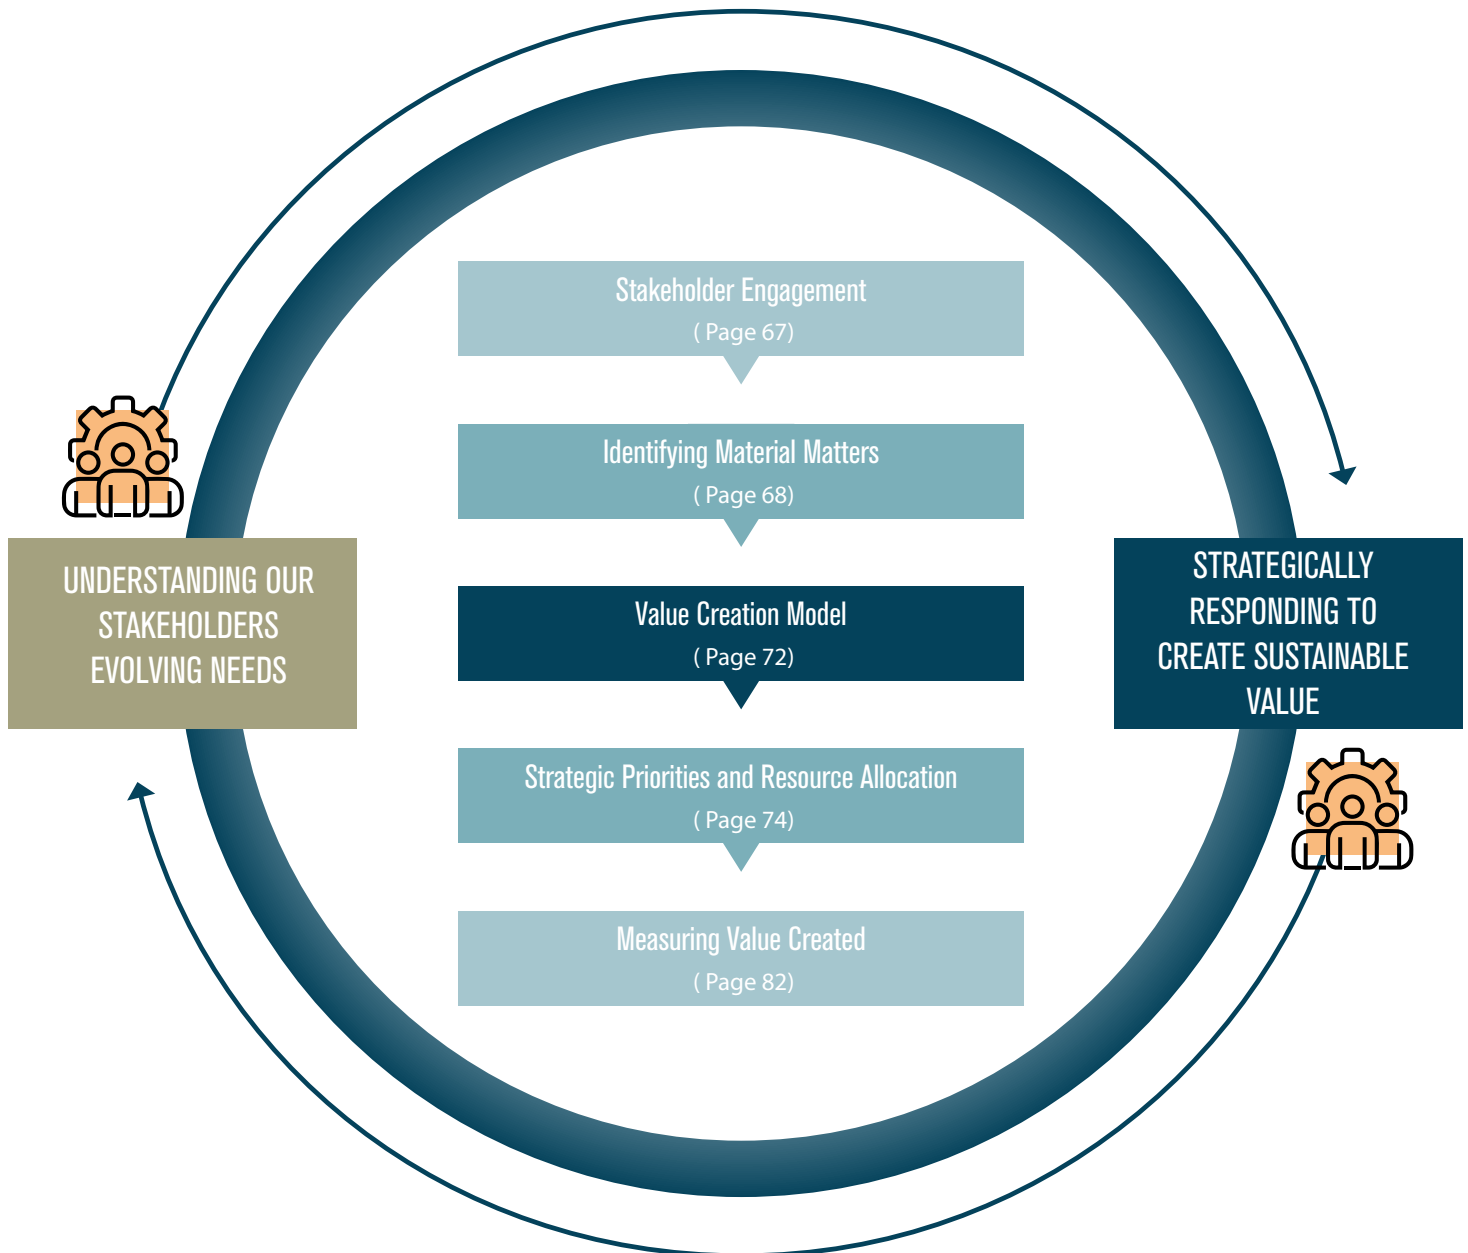 Stakeholder Engagement
( Page 67)
Identifying Material Matters
( Page 68)
UNDERSTANDING OUR
STAKEHOLDERS
EVOLVING NEEDS
Value Creation Model
( Page 72)
STRATEGICALLY
RESPONDING TO
CREATE SUSTAINABLE
VALUE
Strategic Priorities and Resource Allocation
( Page 74)
Measuring Value Created
( Page 82)